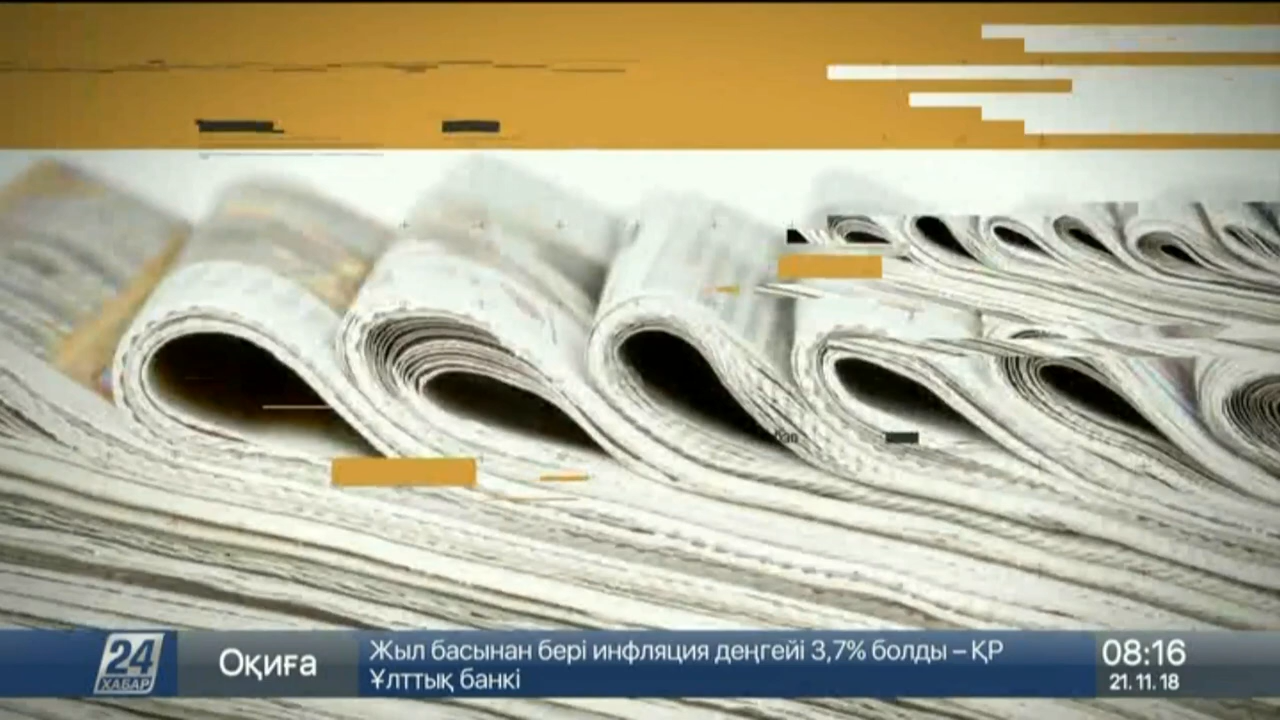 24
ХАБАР
Оқиға
Жыл басынан бері инфляция деңгейі 3,7% болды – ҚР
Ұлттық банкі
08:16
21.11.18